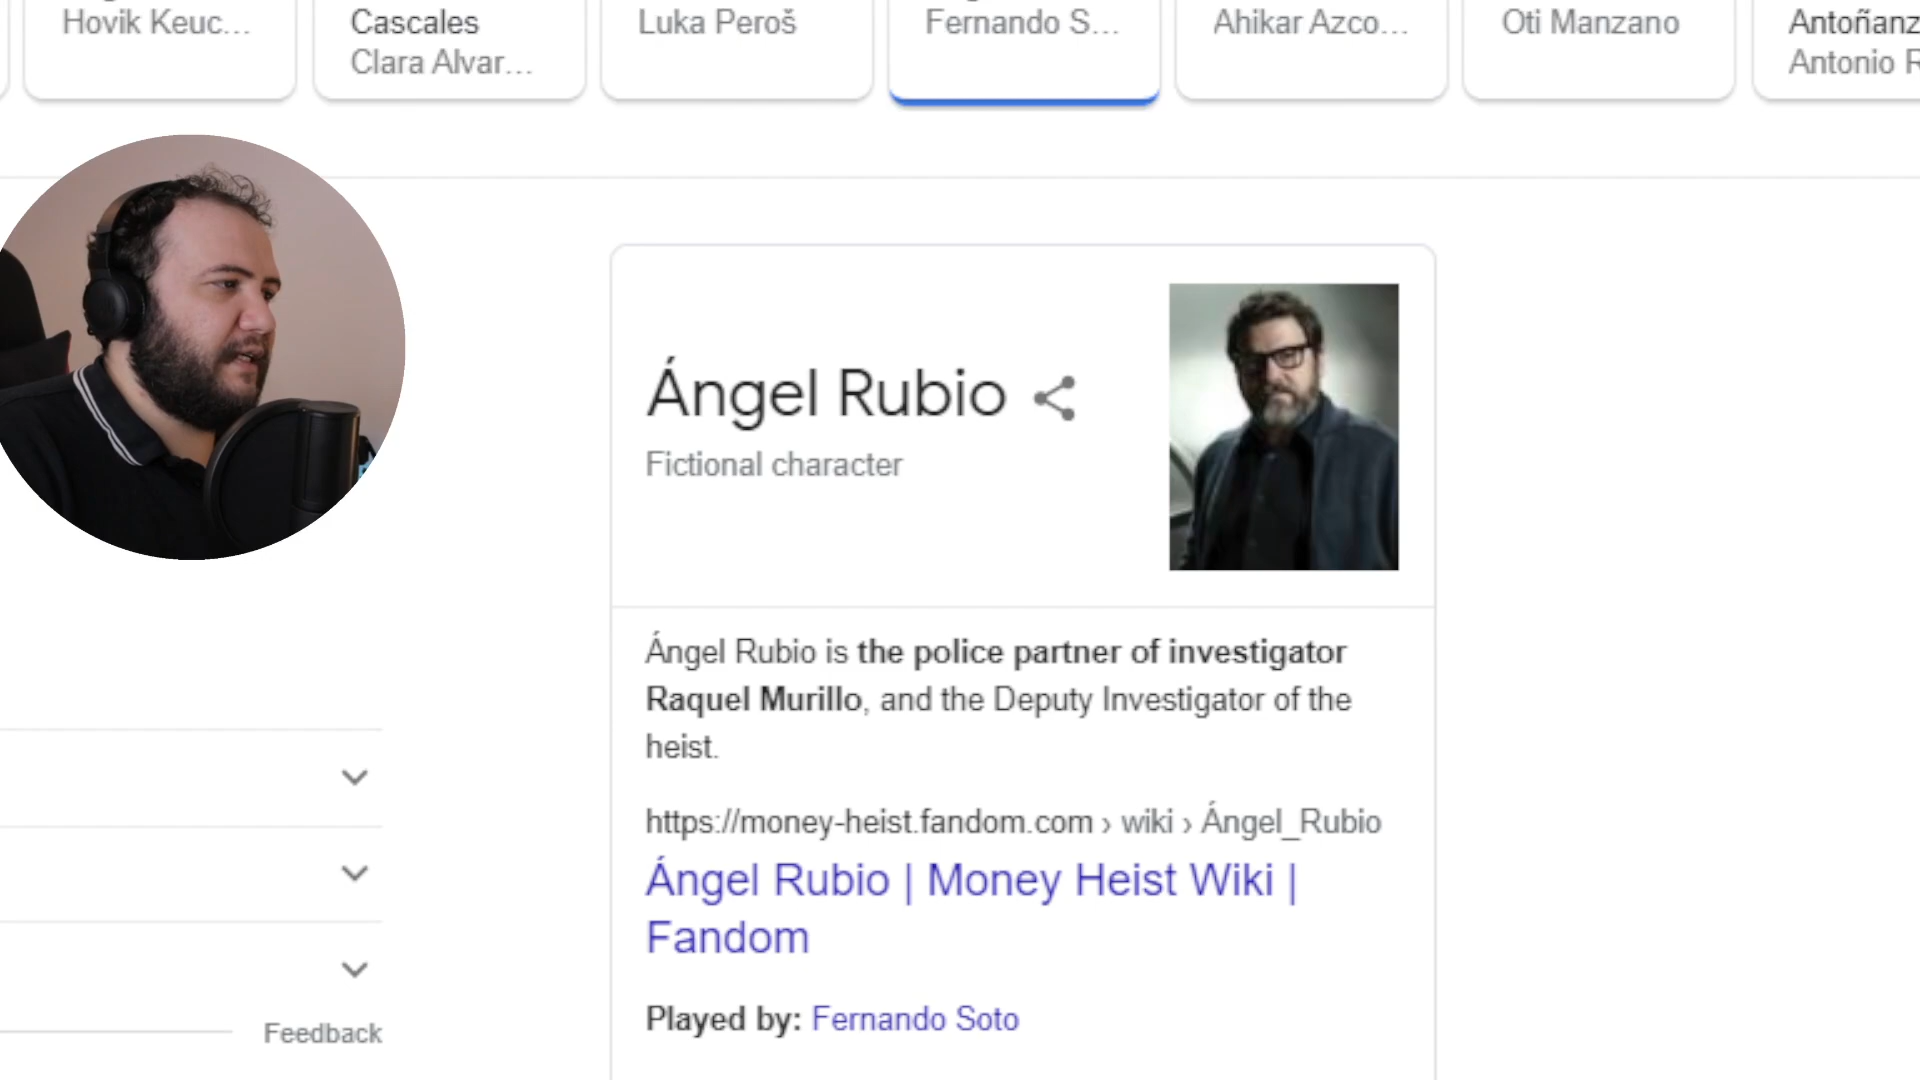 Hovik Keuc...
Cascales
Clara Alvar...
Luka Peroš
Fernando S...
Ahikar Azco...
Oti Manzano
Antoñanz
Antonio R
Ángel Rubio
Fictional character
Ángel Rubio is the police partner of investigator
Raquel Murillo, and the Deputy Investigator of the
heist.
https://money-heist.fandom.com › wiki › Ángel_Rubio
Ángel Rubio | Money Heist Wiki |
Fandom
Played by: Fernando Soto
Feedback